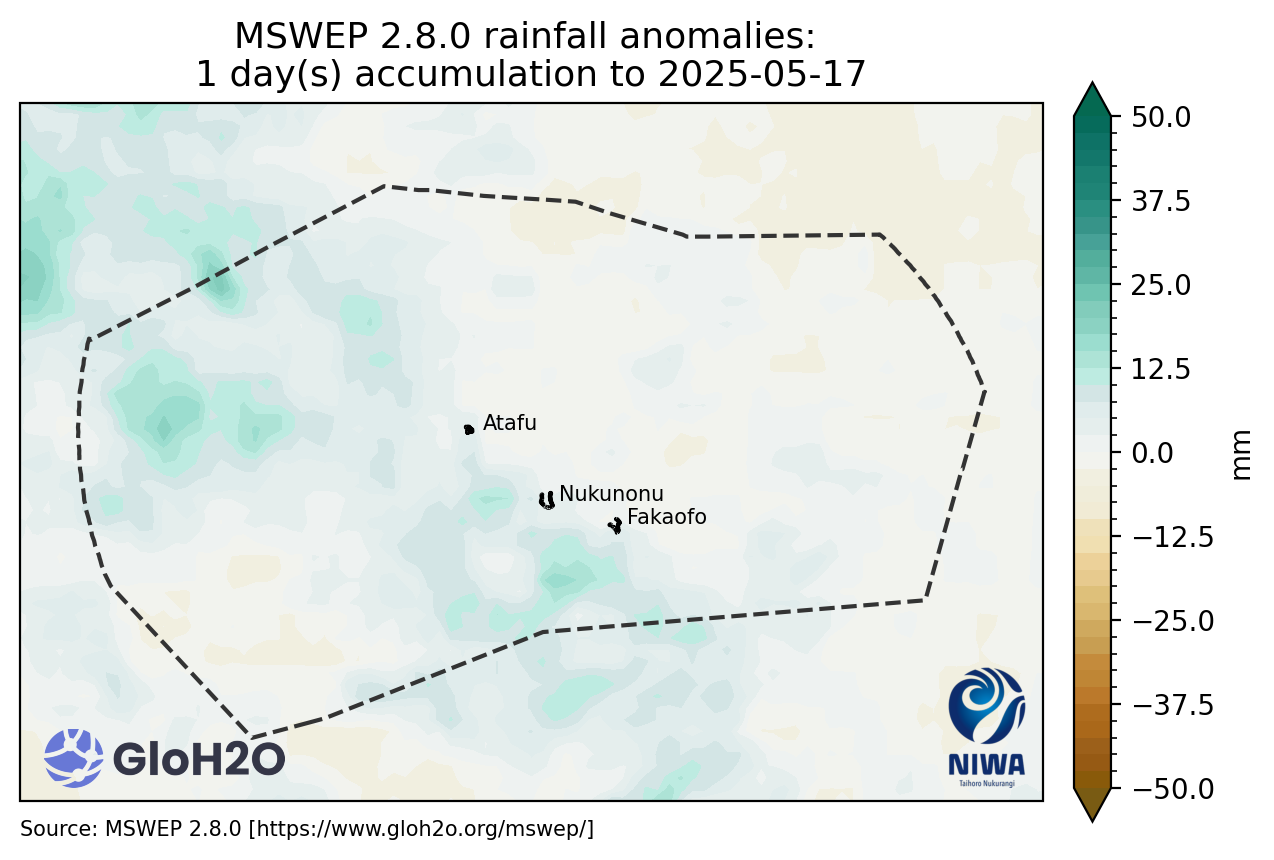 MSWEP 2.8.0 rainfall anomalies:
1 day(s) accumulation to 2025-05-17
50.0
37.5
25.0
12.5
0.0
−12.5
−25.0
−37.5
−50.0
mm
Atafu
Nukunonu
Fakaofo
GloH2O
NIWA
Taihoro Nukurangi
Source: MSWEP 2.8.0 [https://www.gloh2o.org/mswep/]